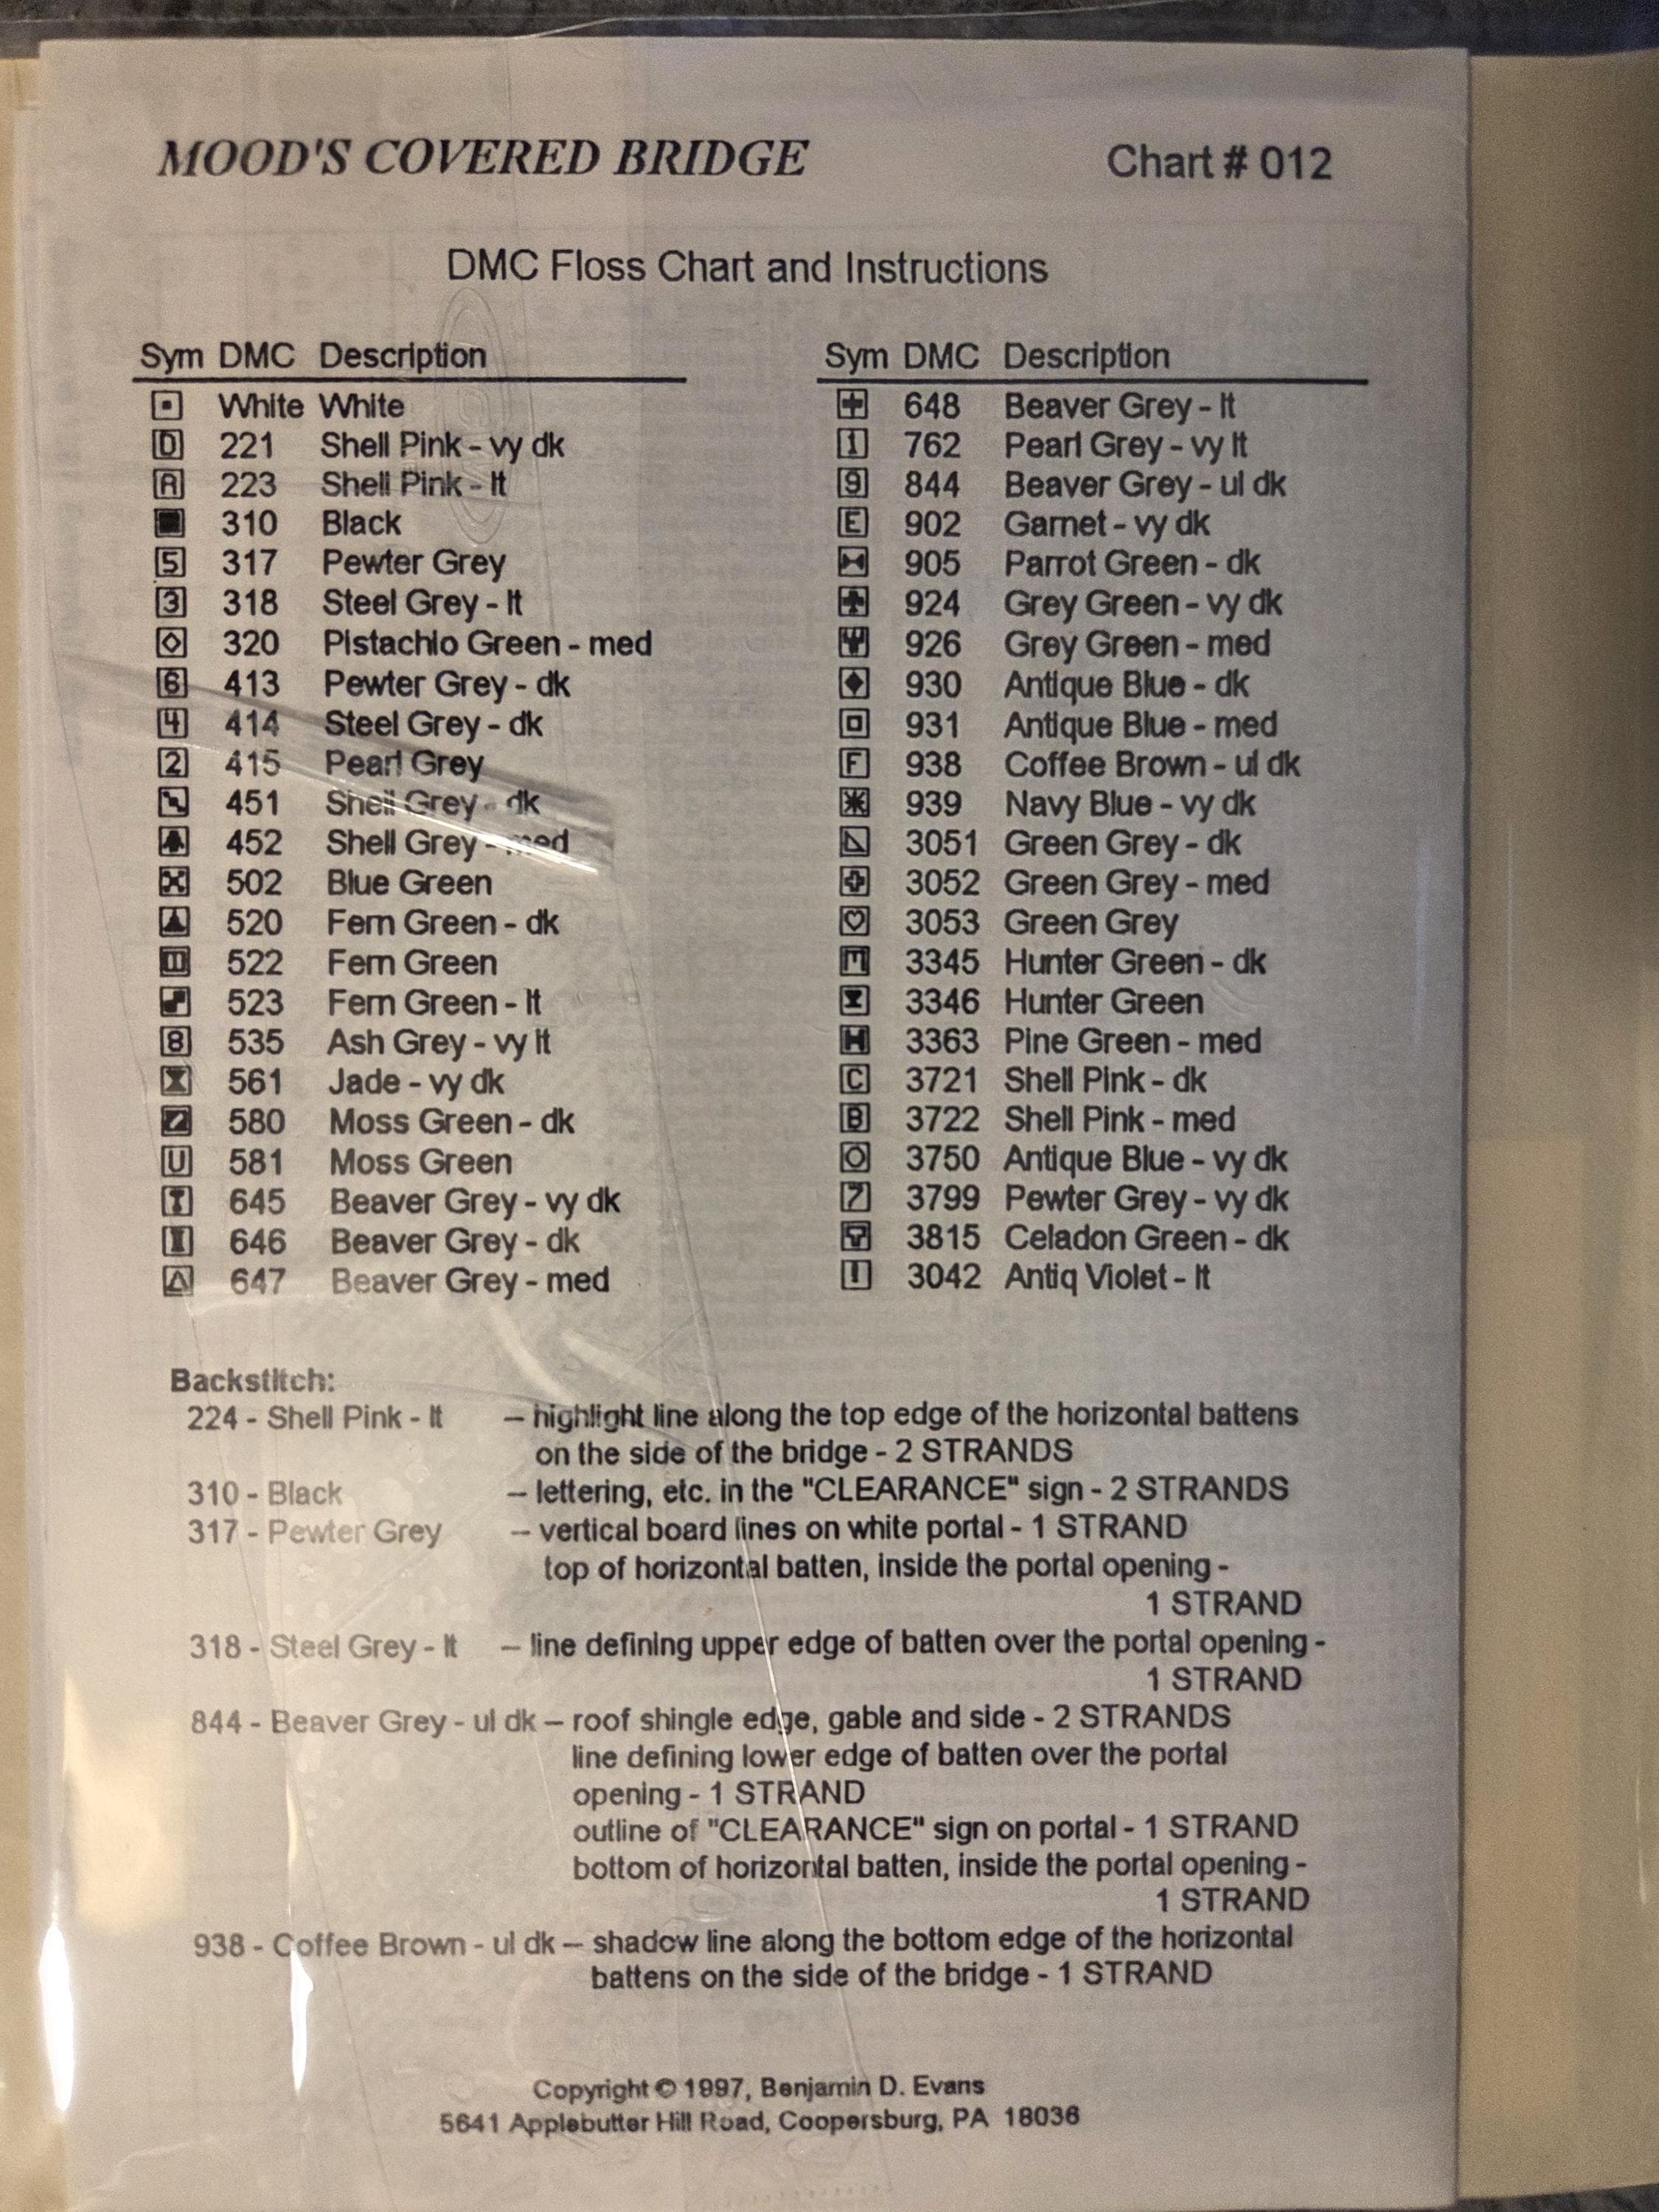 MOOD'S COVERED BRIDGE Chart # 012
DMC Floss Chart and Instructions
Sym DMC Description
White White
D 221 Shell Pink - vy dk
A 223 Shell Pink - lt
310 Black
5 317 Pewter Grey
3 318 Steel Grey - lt
320 Pistachio Green - med
6 413 Pewter Grey - dk
4 414 Steel Grey - dk
2 415 Pearl Grey
451 Shell Grey - dk
452 Shell Grey - med
502 Blue Green
520 Fern Green - dk
522 Fern Green
523 Fern Green - lt
8 535 Ash Grey - vy lt
561 Jade - vy dk
580 Moss Green - dk
U 581 Moss Green
645 Beaver Grey - vy dk
646 Beaver Grey - dk
647 Beaver Grey - med
Sym DMC Description
648 Beaver Grey - lt
1 762 Pearl Grey - vy lt
9 844 Beaver Grey - ul dk
E 902 Garnet - vy dk
905 Parrot Green - dk
924 Grey Green - vy dk
926 Grey Green - med
930 Antique Blue - dk
931 Antique Blue - med
F 938 Coffee Brown - ul dk
939 Navy Blue - vy dk
3051 Green Grey - dk
3052 Green Grey - med
3053 Green Grey
3345 Hunter Green - dk
3346 Hunter Green
H 3363 Pine Green - med
C 3721 Shell Pink - dk
B 3722 Shell Pink - med
3750 Antique Blue - vy dk
7 3799 Pewter Grey - vy dk
3815 Celadon Green - dk
! 3042 Antiq Violet - lt
Backstitch:
224 - Shell Pink - lt – highlight line along the top edge of the horizontal battens
on the side of the bridge - 2 STRANDS
310 - Black – lettering, etc. in the "CLEARANCE" sign - 2 STRANDS
317 - Pewter Grey – vertical board lines on white portal - 1 STRAND
top of horizontal batten, inside the portal opening -
1 STRAND
318 - Steel Grey - lt – line defining upper edge of batten over the portal opening -
1 STRAND
844 - Beaver Grey - ul dk – roof shingle edge, gable and side - 2 STRANDS
line defining lower edge of batten over the portal
opening - 1 STRAND
outline of "CLEARANCE" sign on portal - 1 STRAND
bottom of horizontal batten, inside the portal opening -
1 STRAND
938 - Coffee Brown - ul dk – shadow line along the bottom edge of the horizontal
battens on the side of the bridge - 1 STRAND
Copyright © 1997, Benjamin D. Evans
5641 Applebutter Hill Road, Coopersburg, PA 18036